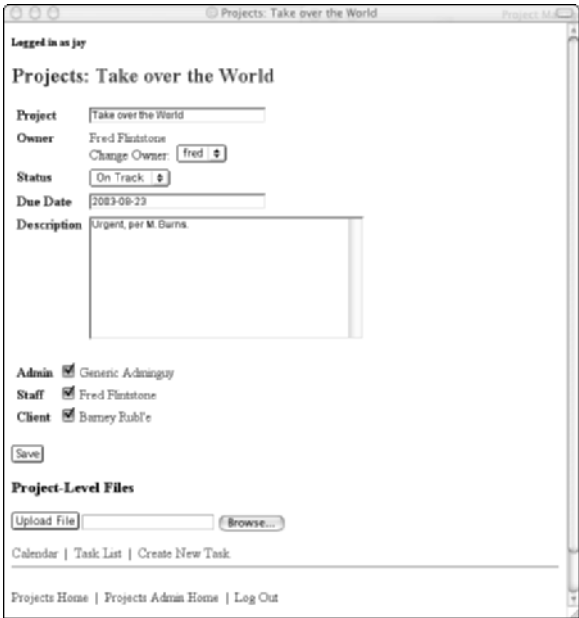 Projects: Take over the World
Logged in as jay
Projects: Take over the World
Project Take over the World
Owner Fred Flintstone
Change Owner: fred
Status On Track
Due Date 2003-08-23
Description Urgent, per M. Burns.
Admin Generic Adminguy
Staff Fred Flintstone
Client Barney Rubl'e
Save
Project-Level Files
Upload File Browse...
Calendar | Task List | Create New Task
Projects Home | Projects Admin Home | Log Out